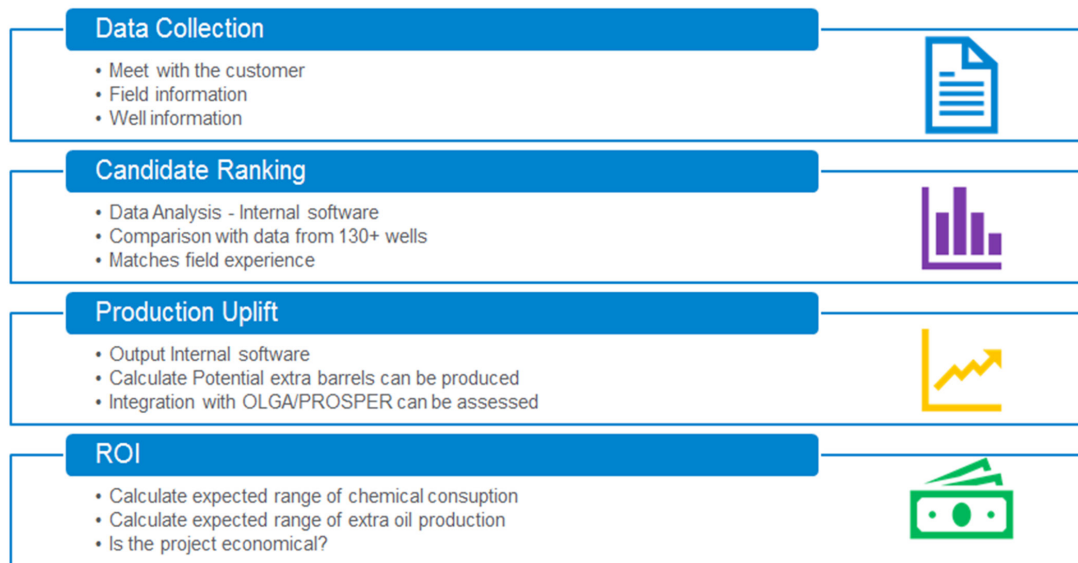 Data Collection
• Meet with the customer
• Field information
• Well information
Candidate Ranking
• Data Analysis - Internal software
• Comparison with data from 130+ wells
• Matches field experience
Production Uplift
• Output Internal software
• Calculate Potential extra barrels can be produced
• Integration with OLGA/PROSPER can be assessed
ROI
• Calculate expected range of chemical consuption
• Calculate expected range of extra oil production
• Is the project economical?